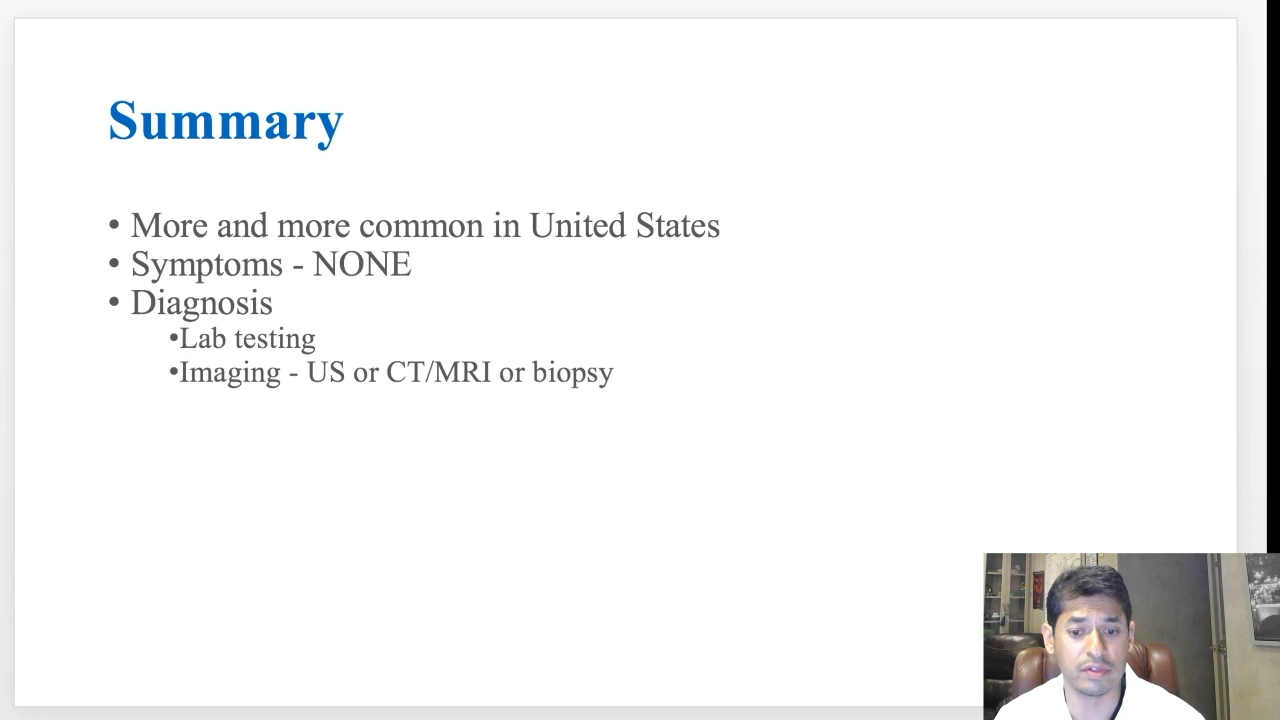 Summary
• More and more common in United States
• Symptoms - NONE
• Diagnosis
•Lab testing
•Imaging - US or CT/MRI or biopsy